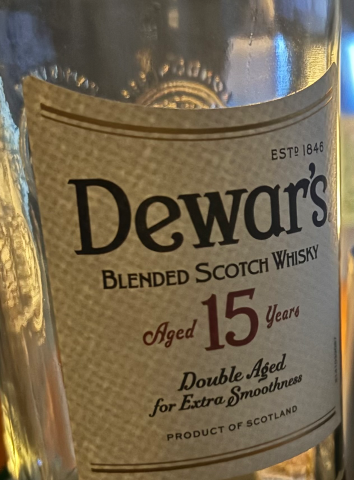 ESTD 1846
Dewar's
BLENDED SCOTCH WHISKY
Aged 15 Years
Double Aged
for Extra Smoothness
PRODUCT OF SCOTLAND